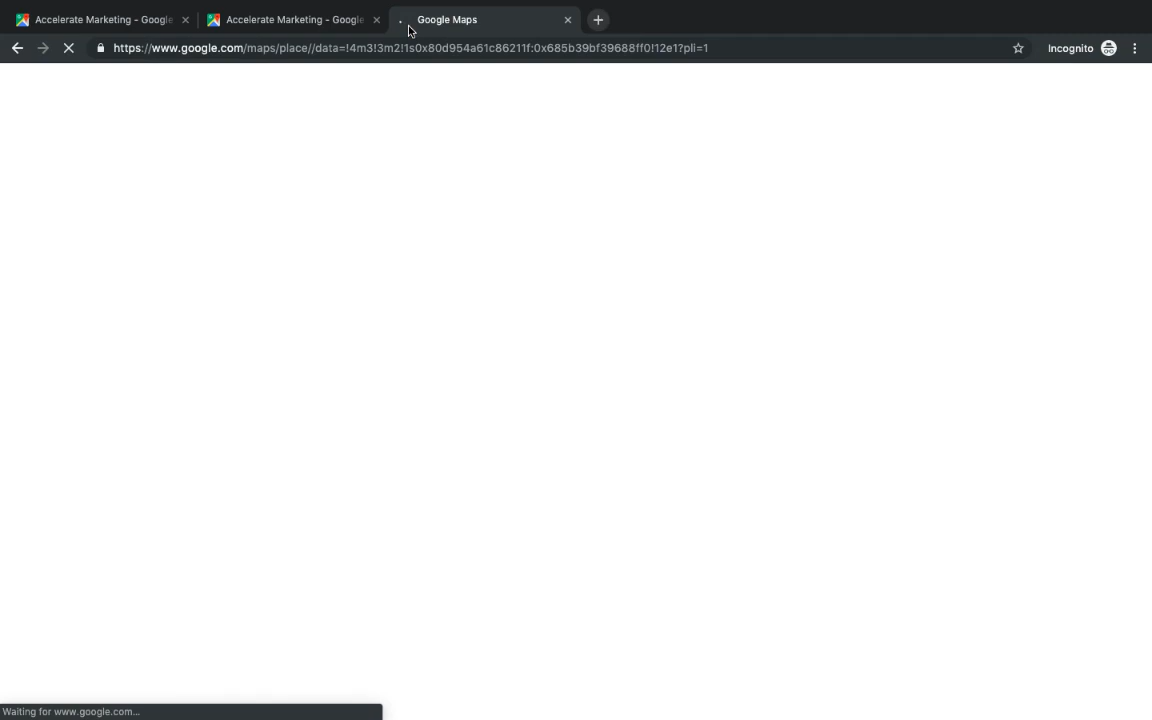 Accelerate Marketing - Google
Accelerate Marketing - Google
Google Maps
https://www.google.com/maps/place//data=!4m3!3m2!1s0x80d954a61c86211f:0x685b39bf39688ff0!12e1?pli=1
Incognito
Waiting for www.google.com...